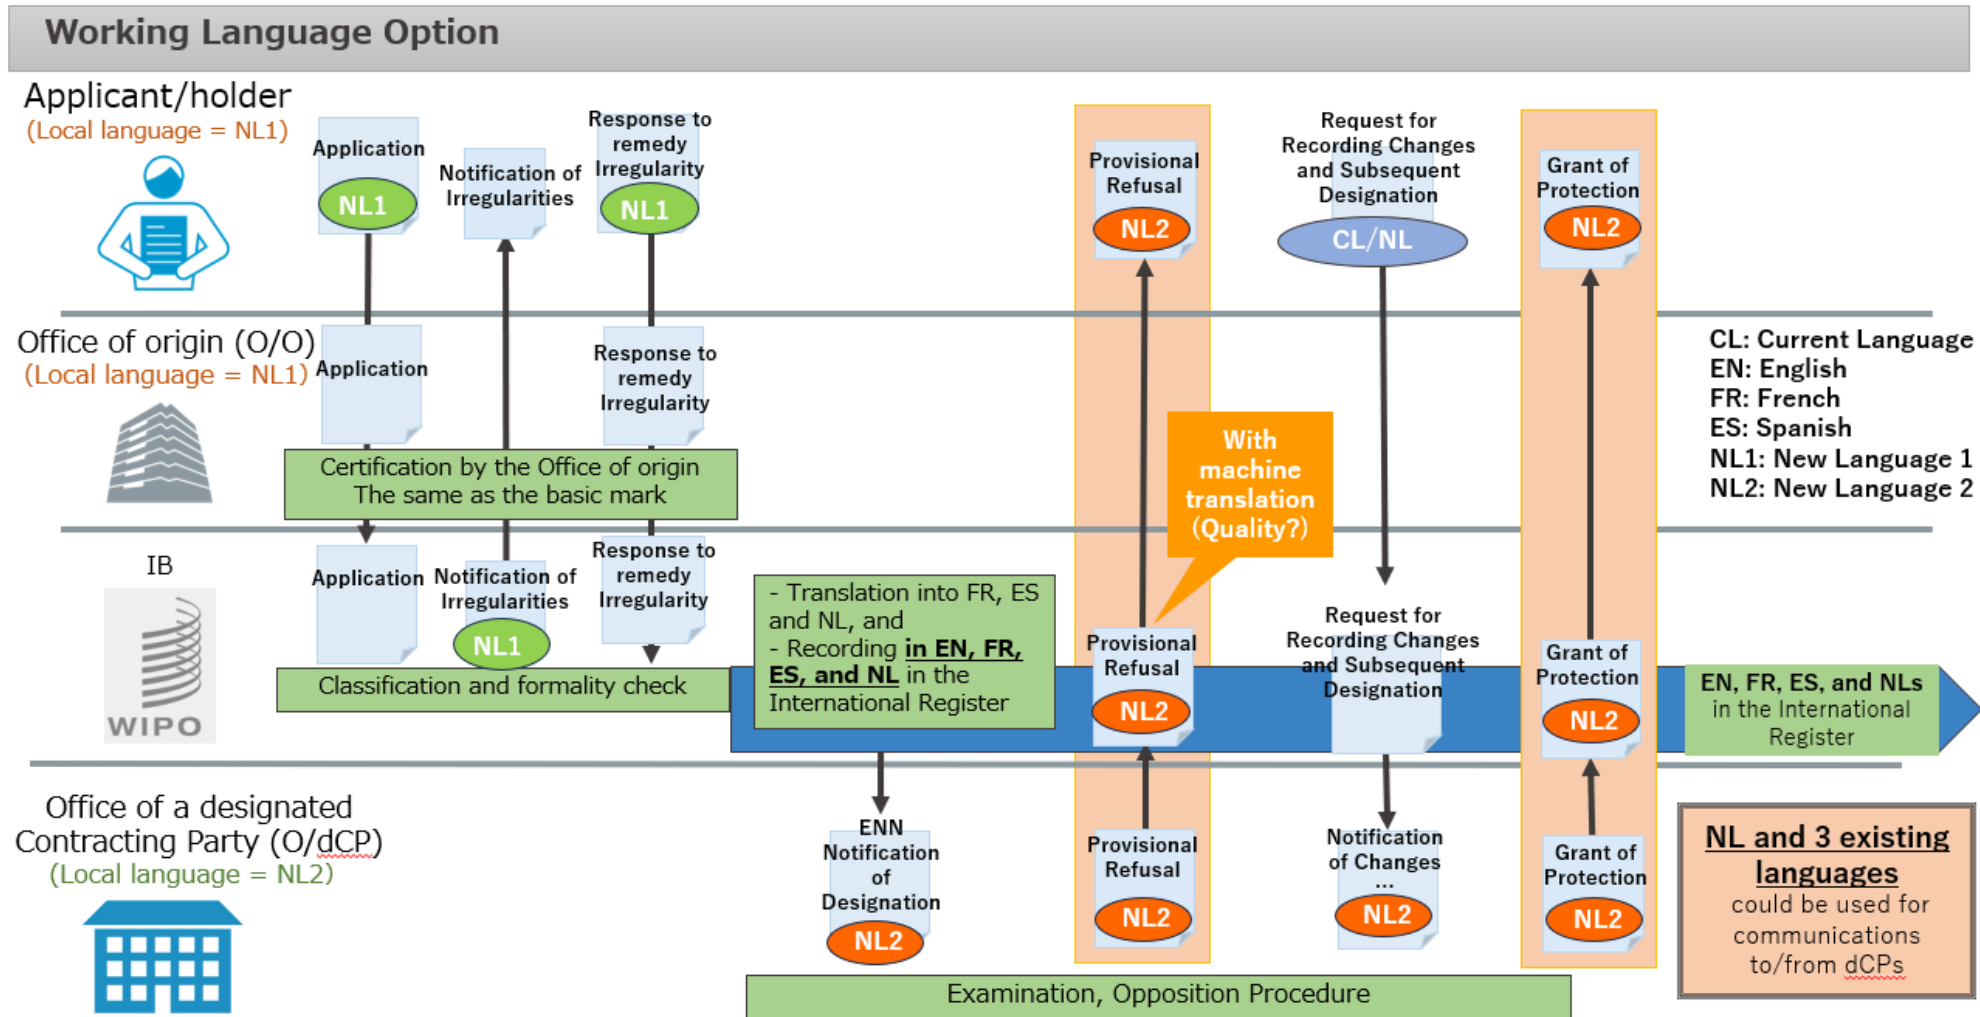 Working Language Option
Applicant/holder
(Local language = NL1)
Application
NL1
Notification of
Irregularities
Response to
remedy
Irregularity
NL1
Provisional
Refusal
NL2
Request for
Recording Changes
and Subsequent
Designation
CL/NL
Grant of
Protection
NL2
Office of origin (O/O)
(Local language = NL1)
Application
Response to
remedy
Irregularity
Certification by the Office of origin
The same as the basic mark
With
machine
translation
(Quality?)
CL: Current Language
EN: English
FR: French
ES: Spanish
NL1: New Language 1
NL2: New Language 2
IB
WIPO
Application
Notification of
Irregularities
NL1
Response to
remedy
Irregularity
Classification and formality check
- Translation into FR, ES
and NL, and
- Recording in EN, FR,
ES, and NL in the
International Register
Provisional
Refusal
NL2
Request for
Recording Changes
and Subsequent
Designation
Grant of
Protection
NL2
EN, FR, ES, and NLs
in the International
Register
Office of a designated
Contracting Party (O/dCP)
(Local language = NL2)
ENN
Notification
of
Designation
NL2
Provisional
Refusal
NL2
Notification
of Changes
...
NL2
Grant of
Protection
NL2
NL and 3 existing
languages
could be used for
communications
to/from dCPs
Examination, Opposition Procedure